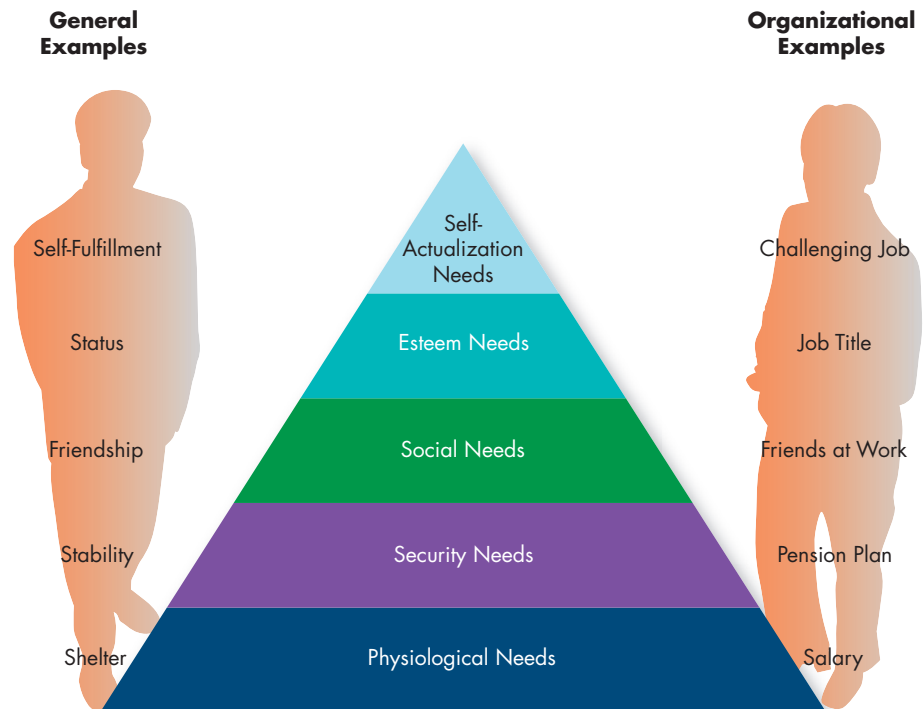 General
Examples
Organizational
Examples
Self-Fulfillment
Self-
Actualization
Needs
Challenging Job
Status
Esteem Needs
Job Title
Friendship
Social Needs
Friends at Work
Stability
Security Needs
Pension Plan
Shelter
Physiological Needs
Salary